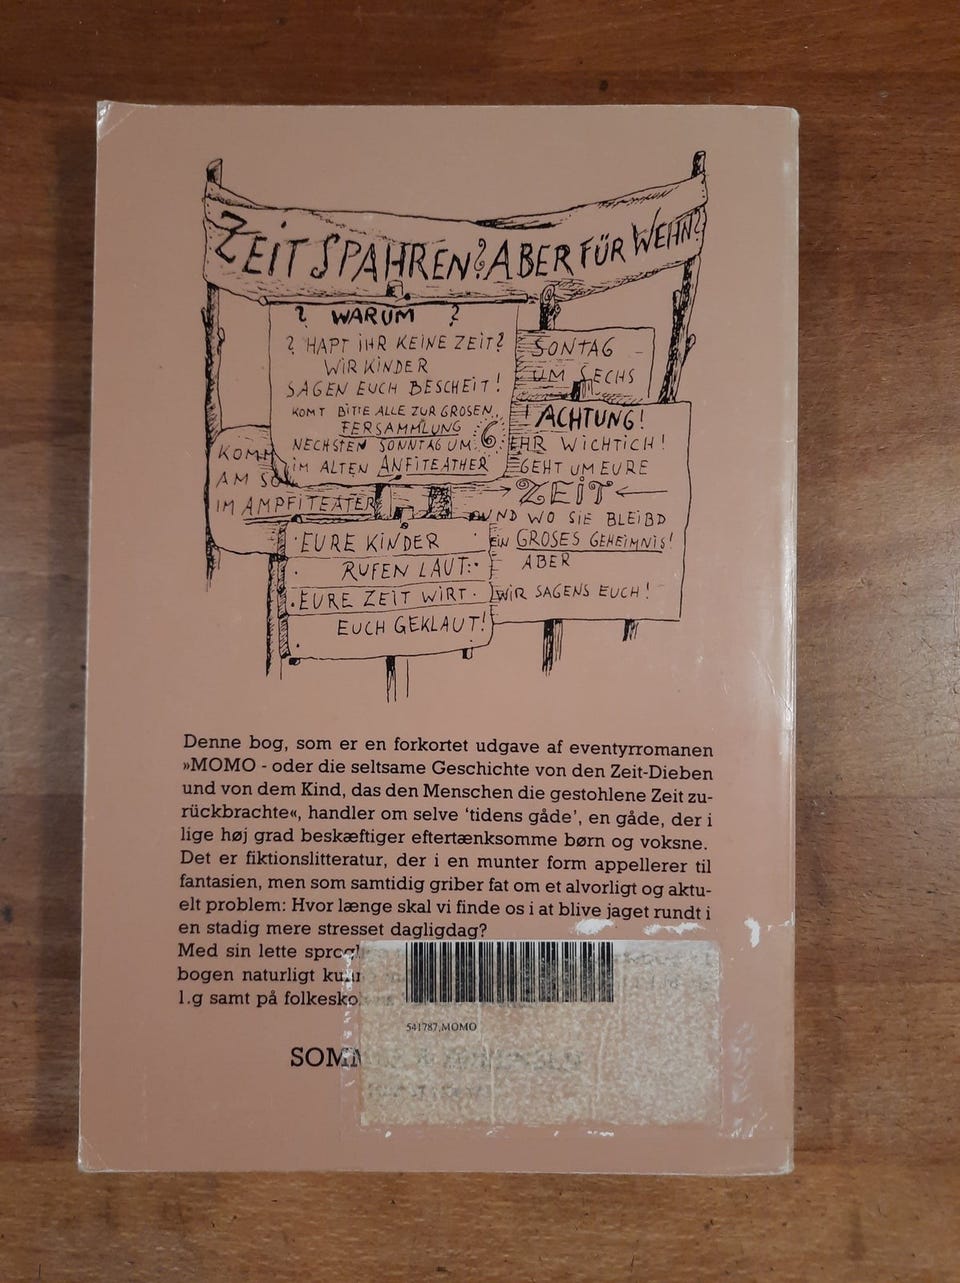 ZEIT SPAHREN? ABER FÜR WEHN?
? WARUM ?
? HAPT IHR KEINE ZEIT?
WIR KINDER
SAGEN EUCH BESCHEIT!
KOMT BITTE ALLE ZUR GROSEN
FERSAMMLUNG
NECHSTEN SONNTAG UM 6
IM ALTEN ANFITEATHER
SONTAG
UM SECHS
ACHTUNG!
EHR WICHTICH!
GEHT UM EURE
ZEIT
UND WO SIE BLEIBD
EIN GROSES GEHEIMNIS!
ABER
WIR SAGENS EUCH!
KOMM
AM SO
IM AMPFITEATER
EURE KINDER
RUFEN LAUT:
EURE ZEIT WIRT
EUCH GEKLAUT!
Denne bog, som er en forkortet udgave af eventyrromanen
»MOMO - oder die seltsame Geschichte von den Zeit-Dieben
und von dem Kind, das den Menschen die gestohlene Zeit zu-
rückbrachte«, handler om selve ‘tidens gåde’, en gåde, der i
lige høj grad beskæftiger eftertænksomme børn og voksne.
Det er fiktionslitteratur, der i en munter form appellerer til
fantasien, men som samtidig griber fat om et alvorligt og aktu-
elt problem: Hvor længe skal vi finde os i at blive jaget rundt i
en stadig mere stresset dagligdag?
Med sin lette
bogen naturligt
1.g samt på
541787,MOMO